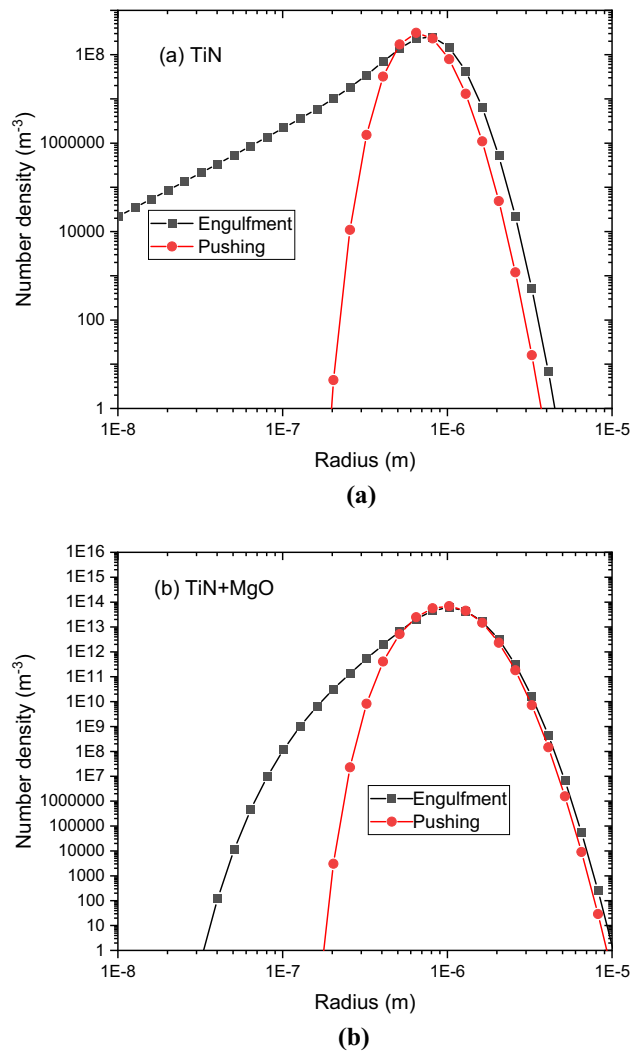 (a) TiN
Number density (m⁻³)
1E8
1000000
10000
100
1
Engulfment
Pushing
1E-8 1E-7 1E-6 1E-5
Radius (m)
(a)
(b) TiN+MgO
Number density (m⁻³)
1E16
1E15
1E14
1E13
1E12
1E11
1E10
1E9
1E8
1E7
1000000
100000
10000
1000
100
10
1
Engulfment
Pushing
1E-8 1E-7 1E-6 1E-5
Radius (m)
(b)